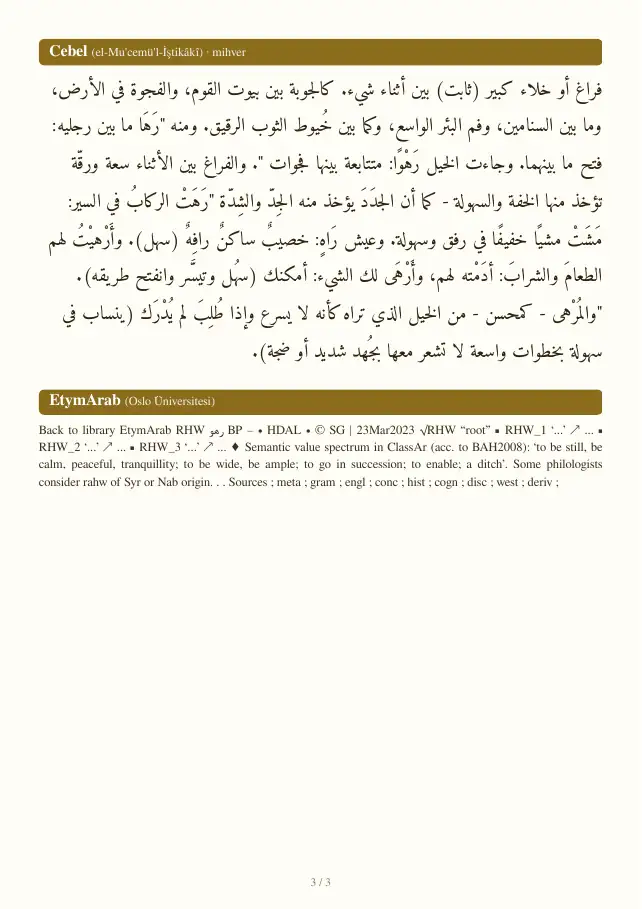 Cebel (el-Mu'cemü'l-İştikâkî) · mihver
فراغ أو خلاء كبير (ثابت) بين أثناء شيء. كالجوبة بين بيوت القوم، والفجوة في الأرض،
وما بين السنامين، وفم البئر الواسع، وكما بين خُيوط الثوب الرقيق. ومنه "رَهَا ما بين رجليه:
فتح ما بينهما. وجاءت الخيل رَهْوًا: متتابعة بينها فجوات ". والفراغ بين الأثناء سعة ورقّة
تؤخذ منها الخفة والسهولة - كما أن الجدَدَ يؤخذ منه الجِدّ والشِدّة "رَهَتْ الركابُ في السير:
مَشَتْ مشيًا خفيفًا في رفق وسهولة. وعيش رَاهٍ: خصيبٌ ساكنٌ رافِهٌ (سهل). وأَرْهيْتُ لهم
الطعامَ والشرابَ: أدَمْته لهم، وأَرْهَى لك الشيء: أمكنك (سهُل وتيسَّر وانفتح طريقه).
"والمُرْهى - كمحسن - من الخيل الذي تراه كأنه لا يسرع وإذا طُلِبَ لم يُدْرَك (ينساب في
سهولة بخطوات واسعة لا تشعر معها بجُهد شديد أو ضجة).
EtymArab (Oslo Üniversitesi)
Back to library EtymArab RHW رهو BP – • HDAL • © SG | 23Mar2023 √RHW “root” ▪ RHW_1 ‘...’ ↗ ... ▪
RHW_2 ‘...’ ↗ ... ▪ RHW_3 ‘...’ ↗ ... ♦ Semantic value spectrum in ClassAr (acc. to BAH2008): ‘to be still, be
calm, peaceful, tranquillity; to be wide, be ample; to go in succession; to enable; a ditch’. Some philologists
consider rahw of Syr or Nab origin. . . Sources ; meta ; gram ; engl ; conc ; hist ; cogn ; disc ; west ; deriv ;
3 / 3